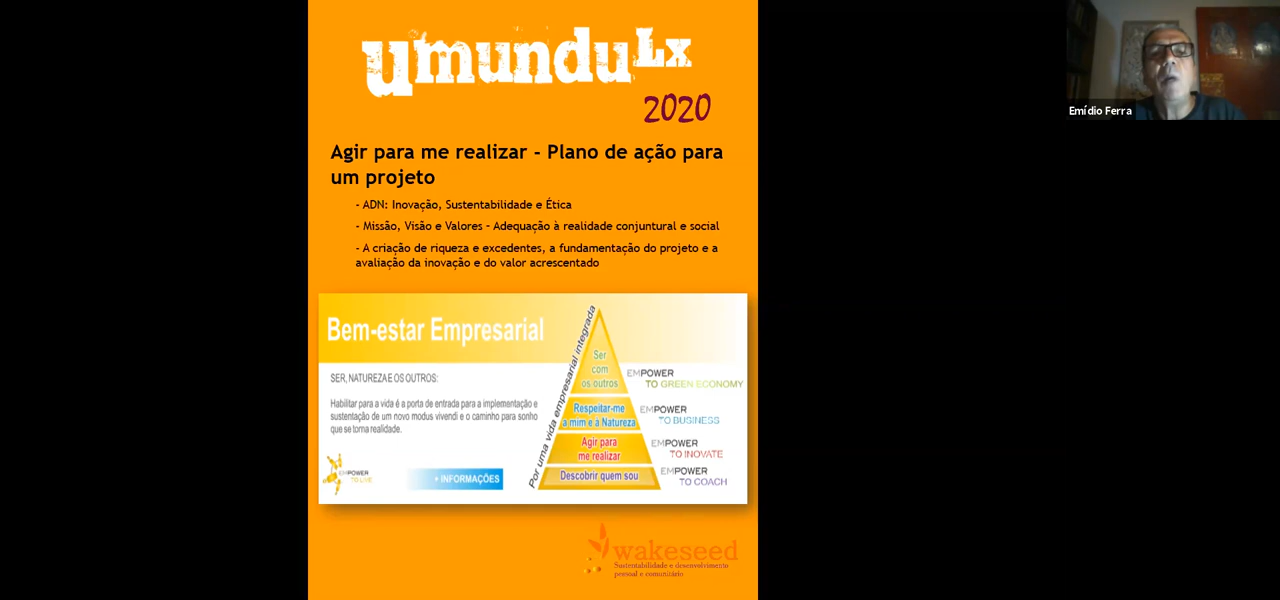 umunduLx
2020
Emídio Ferra
Agir para me realizar - Plano de ação para
um projeto
- ADN: Inovação, Sustentabilidade e Ética
- Missão, Visão e Valores - Adequação à realidade conjuntural e social
- A criação de riqueza e excedentes, a fundamentação do projeto e a
avaliação da inovação e do valor acrescentado
Bem-estar Empresarial
SER, NATUREZA E OS OUTROS:
Habilitar para a vida é a porta de entrada para a implementação e
sustentação de um novo modus vivendi e o caminho para sonho
que se torna realidade.
EMPOWER
TO LIVE
+ INFORMAÇÕES
Por uma vida empresarial integrada
Ser
com
os outros
Respeitar-me
a mim e à Natureza
Agir para
me realizar
Descobrir quem sou
EMPOWER
TO GREEN ECONOMY
EMPOWER
TO BUSINESS
EMPOWER
TO INOVATE
EMPOWER
TO COACH
wakeseed
Sustentabilidade e desenvolvimento
pessoal e comunitário